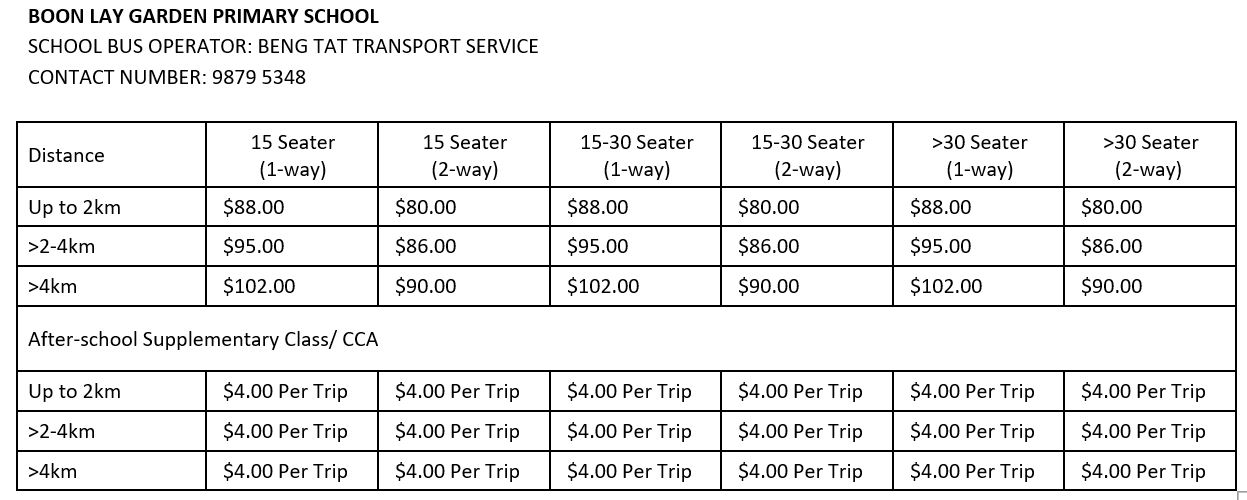 BOON LAY GARDEN PRIMARY SCHOOL
SCHOOL BUS OPERATOR: BENG TAT TRANSPORT SERVICE
CONTACT NUMBER: 9879 5348
Distance 15 Seater (1-way) 15 Seater (2-way) 15-30 Seater (1-way) 15-30 Seater (2-way) >30 Seater (1-way) >30 Seater (2-way)
Up to 2km $88.00 $80.00 $88.00 $80.00 $88.00 $80.00
>2-4km $95.00 $86.00 $95.00 $86.00 $95.00 $86.00
>4km $102.00 $90.00 $102.00 $90.00 $102.00 $90.00
After-school Supplementary Class/ CCA
Up to 2km $4.00 Per Trip $4.00 Per Trip $4.00 Per Trip $4.00 Per Trip $4.00 Per Trip $4.00 Per Trip
>2-4km $4.00 Per Trip $4.00 Per Trip $4.00 Per Trip $4.00 Per Trip $4.00 Per Trip $4.00 Per Trip
>4km $4.00 Per Trip $4.00 Per Trip $4.00 Per Trip $4.00 Per Trip $4.00 Per Trip $4.00 Per Trip